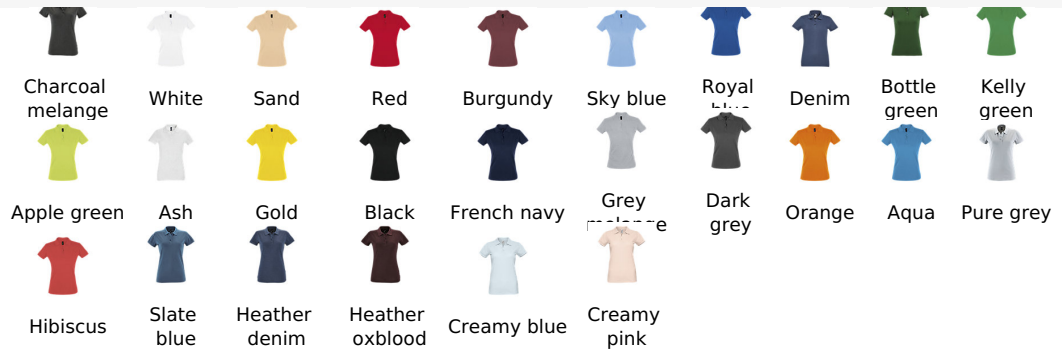 Charcoal melange
White
Sand
Red
Burgundy
Sky blue
Royal
Denim
Bottle green
Kelly green
Apple green
Ash
Gold
Black
French navy
Grey melange
Dark grey
Orange
Aqua
Pure grey
Hibiscus
Slate blue
Heather denim
Heather oxblood
Creamy blue
Creamy pink